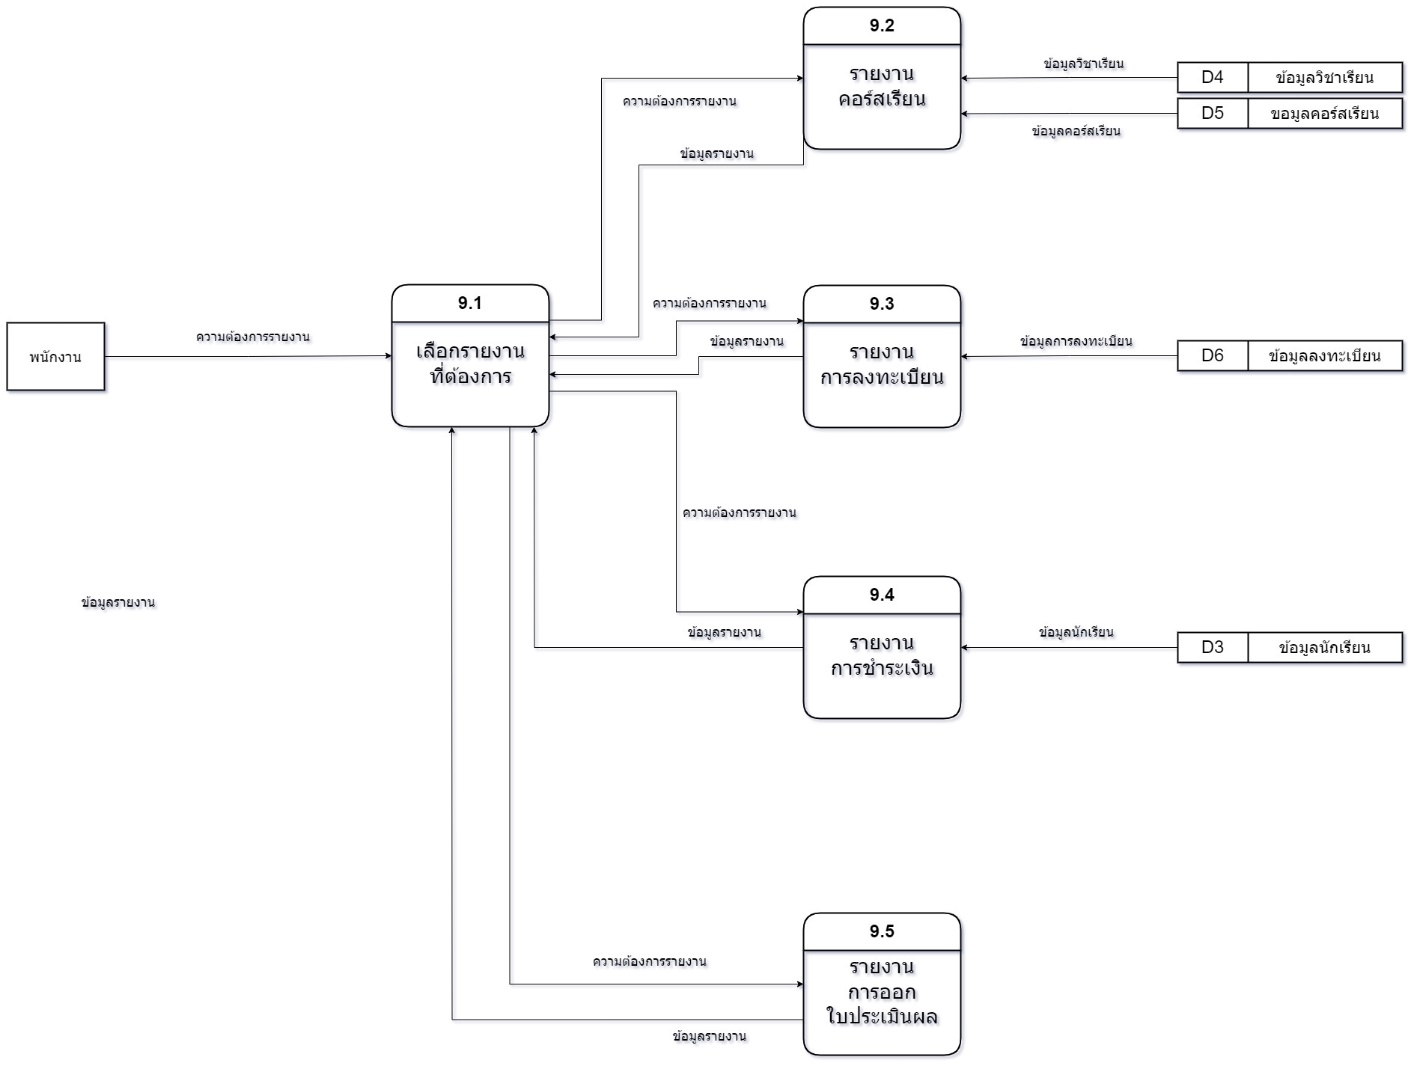 9.2
รายงาน
คอร์สเรียน
ข้อมูลวิชาเรียน
D4
ข้อมูลวิชาเรียน
ความต้องการรายงาน
D5
ขอมูลคอร์สเรียน
ข้อมูลคอร์สเรียน
ข้อมูลรายงาน
9.1
เลือกรายงาน
ที่ต้องการ
พนักงาน
ความต้องการรายงาน
ความต้องการรายงาน
ข้อมูลรายงาน
9.3
รายงาน
การลงทะเบียน
ข้อมูลการลงทะเบียน
D6
ข้อมูลลงทะเบียน
ความต้องการรายงาน
ข้อมูลรายงาน
9.4
รายงาน
การชำระเงิน
ข้อมูลรายงาน
ข้อมูลนักเรียน
D3
ข้อมูลนักเรียน
9.5
รายงาน
การออก
ใบประเมินผล
ความต้องการรายงาน
ข้อมูลรายงาน